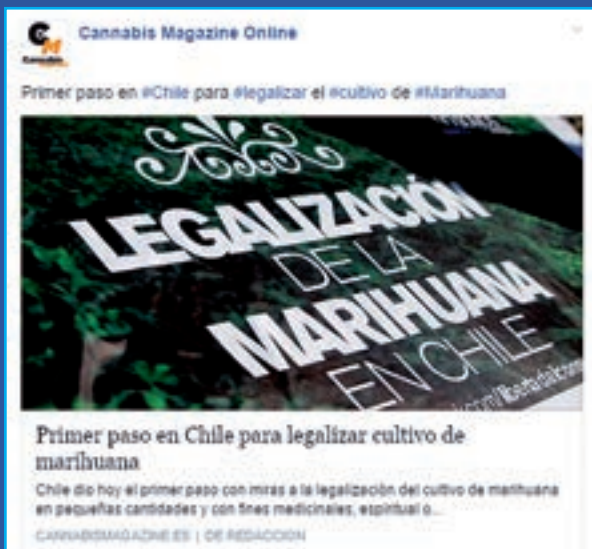 CM
Cannabis
Cannabis Magazine Online
Primer paso en #Chile para #legalizar el #cultivo de #Marihuana
LEGALIZACIÓN
DE LA
MARIHUANA
EN CHILE
Primer paso en Chile para legalizar cultivo de
marihuana
Chile dio hoy el primer paso con miras a la legalización del cultivo de marihuana
en pequeñas cantidades y con fines medicinales, espiritual o...
CANNABISMAGAZINE.ES | DE REDACCION